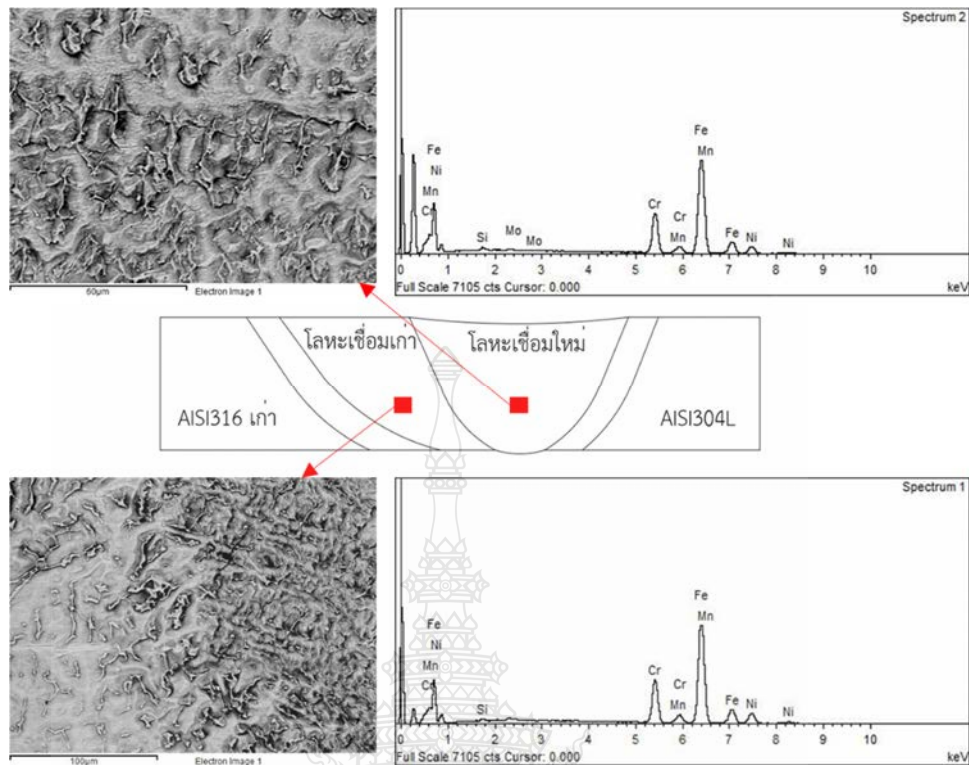 Spectrum 2
Fe
Ni
Mn
Cr
Si
Mo
Mo
Cr
Cr
Mn
Fe
Mn
Fe
Ni
Ni
0 1 2 3 4 5 6 7 8 9 10
Full Scale 7105 cts Cursor: 0.000
keV
60µm
Electron Image 1
โลหะเชื่อมเก่า
โลหะเชื่อมใหม่
AISI316 เก่า
AISI304L
Spectrum 1
Fe
Ni
Mn
Cr
Si
Cr
Cr
Mn
Fe
Mn
Fe
Ni
Ni
0 1 2 3 4 5 6 7 8 9 10
Full Scale 7105 cts Cursor: 0.000
keV
100µm
Electron Image 1